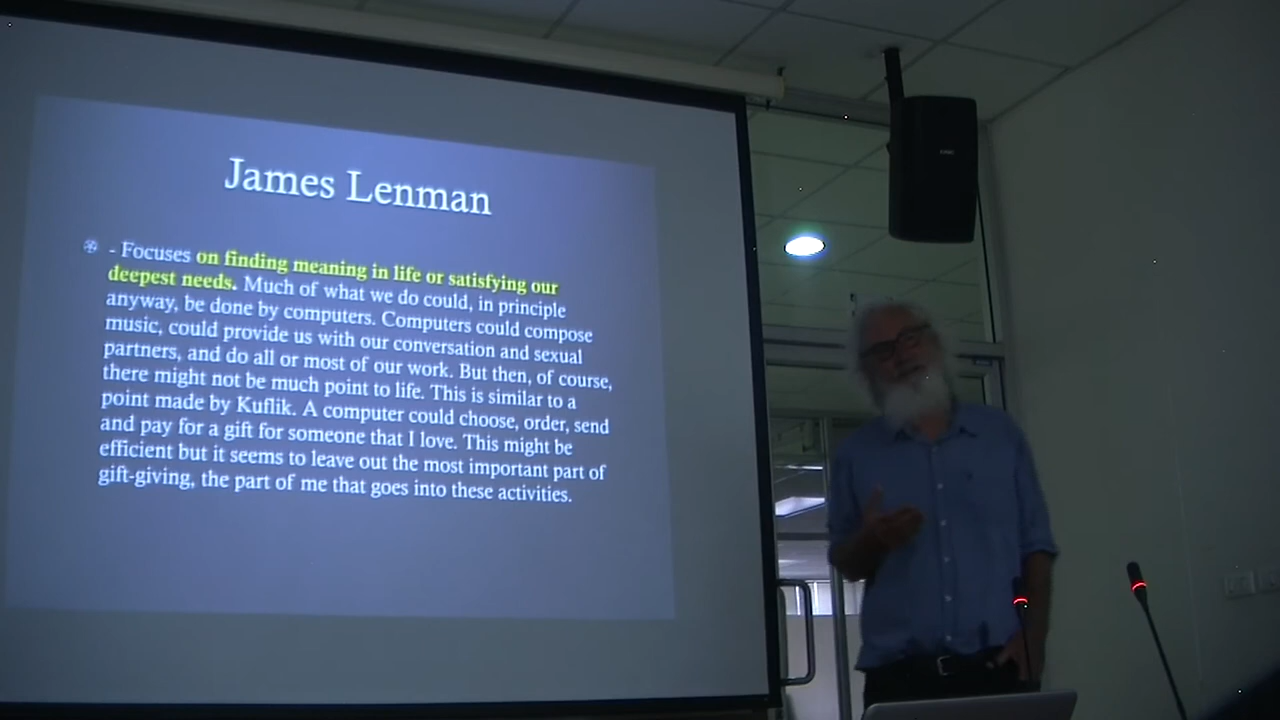 James Lenman
- Focuses on finding meaning in life or satisfying our
deepest needs. Much of what we do could, in principle
anyway, be done by computers. Computers could compose
music, could provide us with our conversation and sexual
partners, and do all or most of our work. But then, of course,
there might not be much point to life. This is similar to a
point made by Kuflik. A computer could choose, order, send
and pay for a gift for someone that I love. This might be
efficient but it seems to leave out the most important part of
gift-giving, the part of me that goes into these activities.